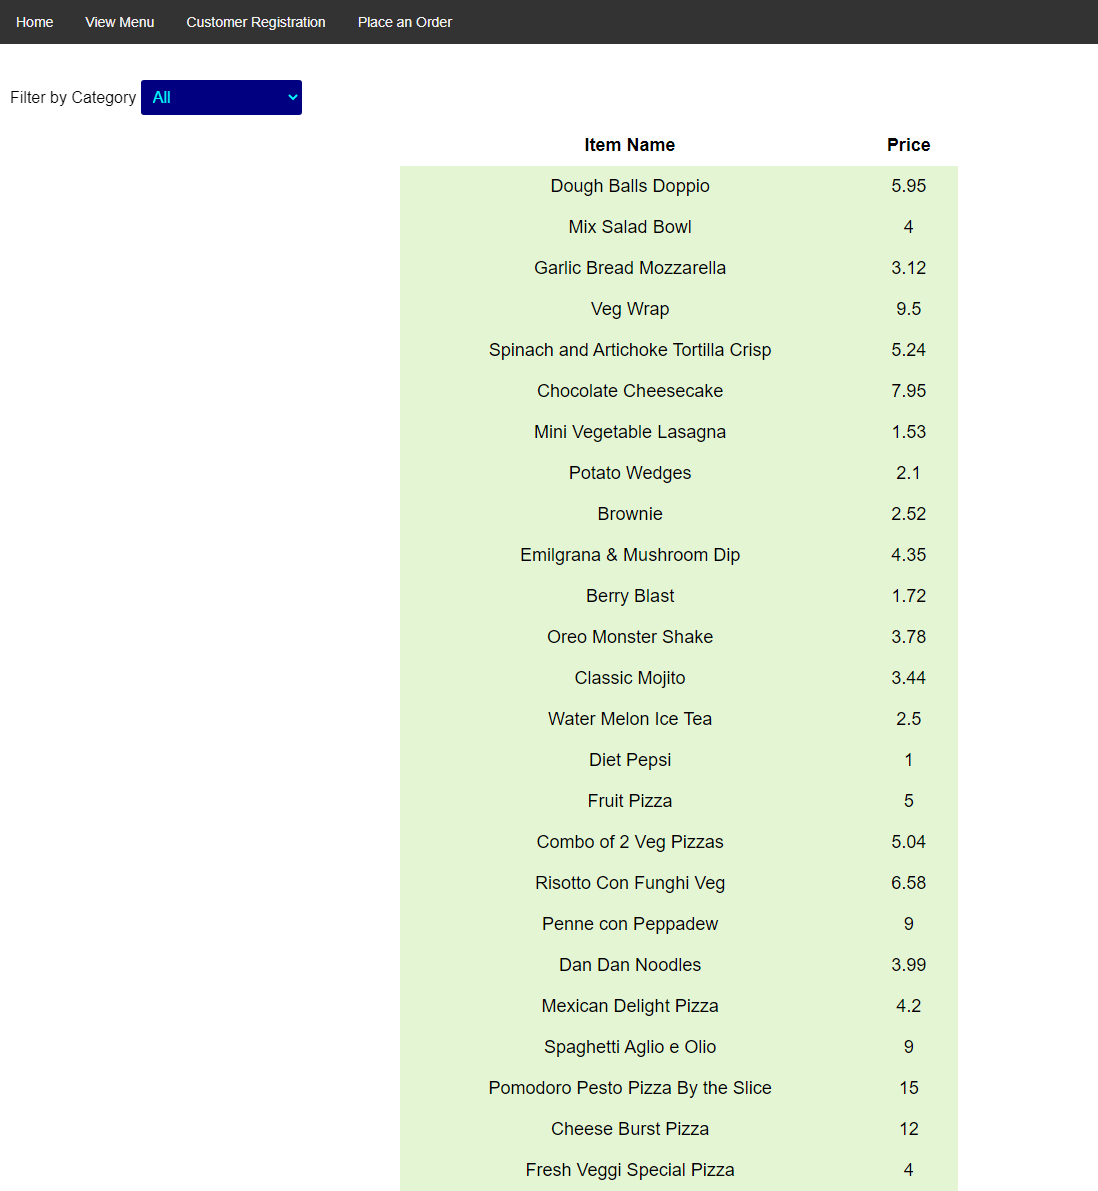 Home View Menu Customer Registration Place an Order
Filter by Category All
Item Name Price
Dough Balls Doppio 5.95
Mix Salad Bowl 4
Garlic Bread Mozzarella 3.12
Veg Wrap 9.5
Spinach and Artichoke Tortilla Crisp 5.24
Chocolate Cheesecake 7.95
Mini Vegetable Lasagna 1.53
Potato Wedges 2.1
Brownie 2.52
Emilgrana & Mushroom Dip 4.35
Berry Blast 1.72
Oreo Monster Shake 3.78
Classic Mojito 3.44
Water Melon Ice Tea 2.5
Diet Pepsi 1
Fruit Pizza 5
Combo of 2 Veg Pizzas 5.04
Risotto Con Funghi Veg 6.58
Penne con Peppadew 9
Dan Dan Noodles 3.99
Mexican Delight Pizza 4.2
Spaghetti Aglio e Olio 9
Pomodoro Pesto Pizza By the Slice 15
Cheese Burst Pizza 12
Fresh Veggi Special Pizza 4